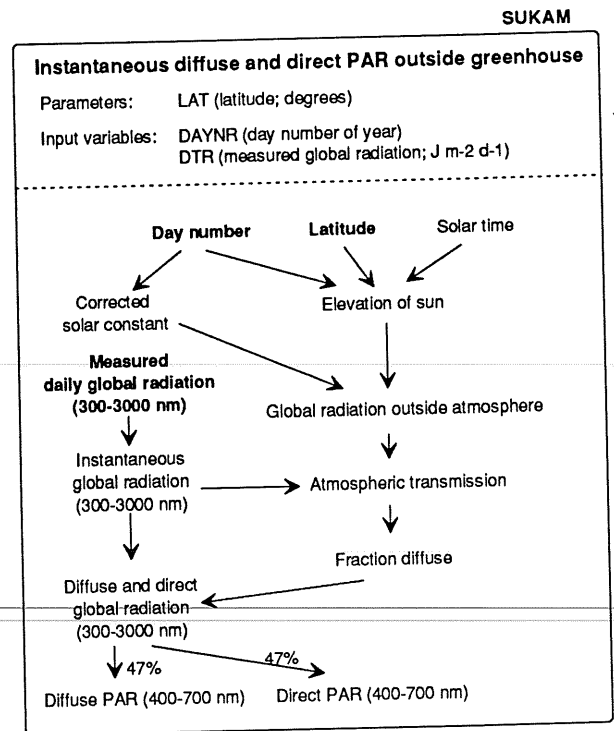 SUKAM
Instantaneous diffuse and direct PAR outside greenhouse
Parameters: LAT (latitude; degrees)
Input variables: DAYNR (day number of year)
DTR (measured global radiation; J m-2 d-1)
Day number
Latitude
Solar time
Corrected
solar constant
Elevation of sun
Measured
daily global radiation
(300-3000 nm)
Global radiation outside atmosphere
Instantaneous
global radiation
(300-3000 nm)
Atmospheric transmission
Fraction diffuse
Diffuse and direct
global radiation
(300-3000 nm)
47%
47%
Diffuse PAR (400-700 nm)
Direct PAR (400-700 nm)